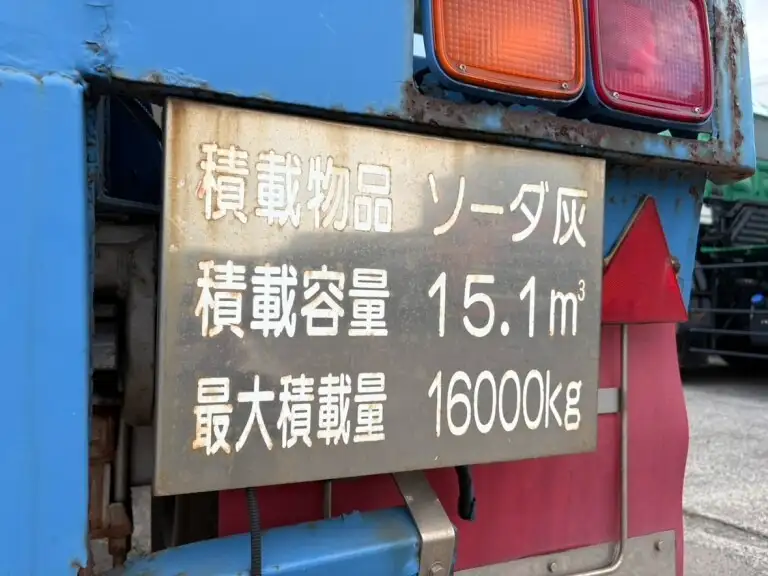 積載物品 ソーダ灰
積載容量 15.1m³
最大積載量 16000kg